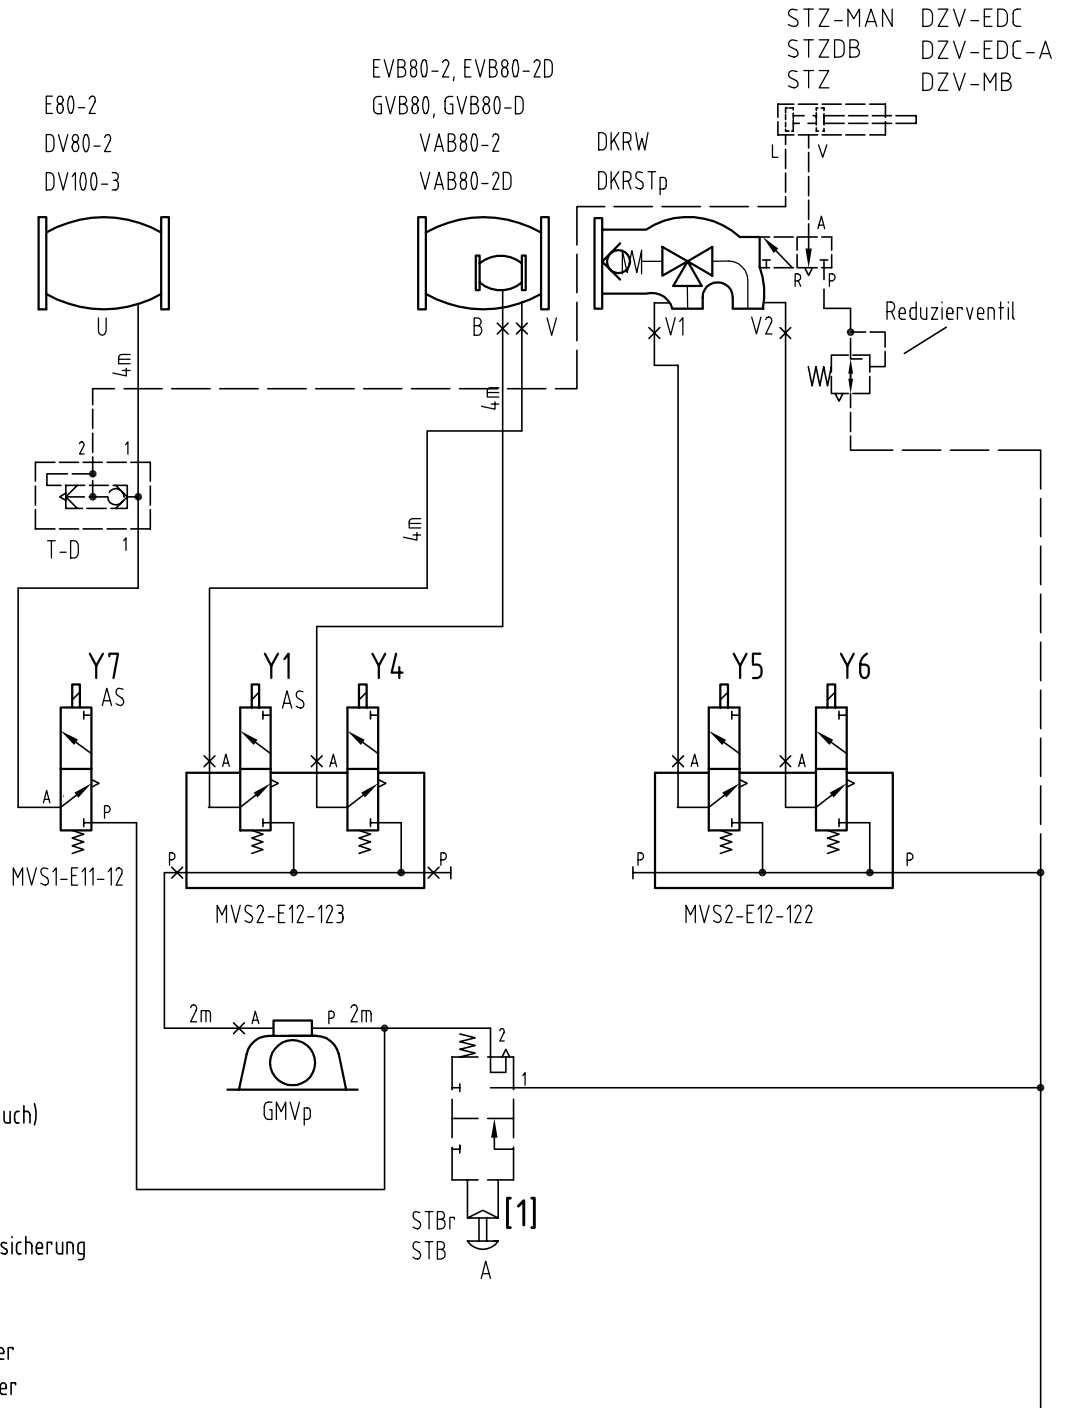 STZ-MAN DZV-EDC
STZDB DZV-EDC-A
STZ DZV-MB
EVB80-2, EVB80-2D
GVB80, GVB80-D
VAB80-2
VAB80-2D
E80-2
DV80-2
DV100-3
DKRW
DKRSTp
L V
A
R P
U
B V
V1 V2
Reduzierventil
4m
4m
2 1
4m
T-D 1
Y7
AS
Y1
AS
Y4
Y5
Y6
A
A
A
A
A
P
MVS1-E11-12
P
P
MVS2-E12-123
P
P
MVS2-E12-122
2m A P 2m
2
1
GMVp
uch)
STBr
STB
[1]
A
sicherung
er
er